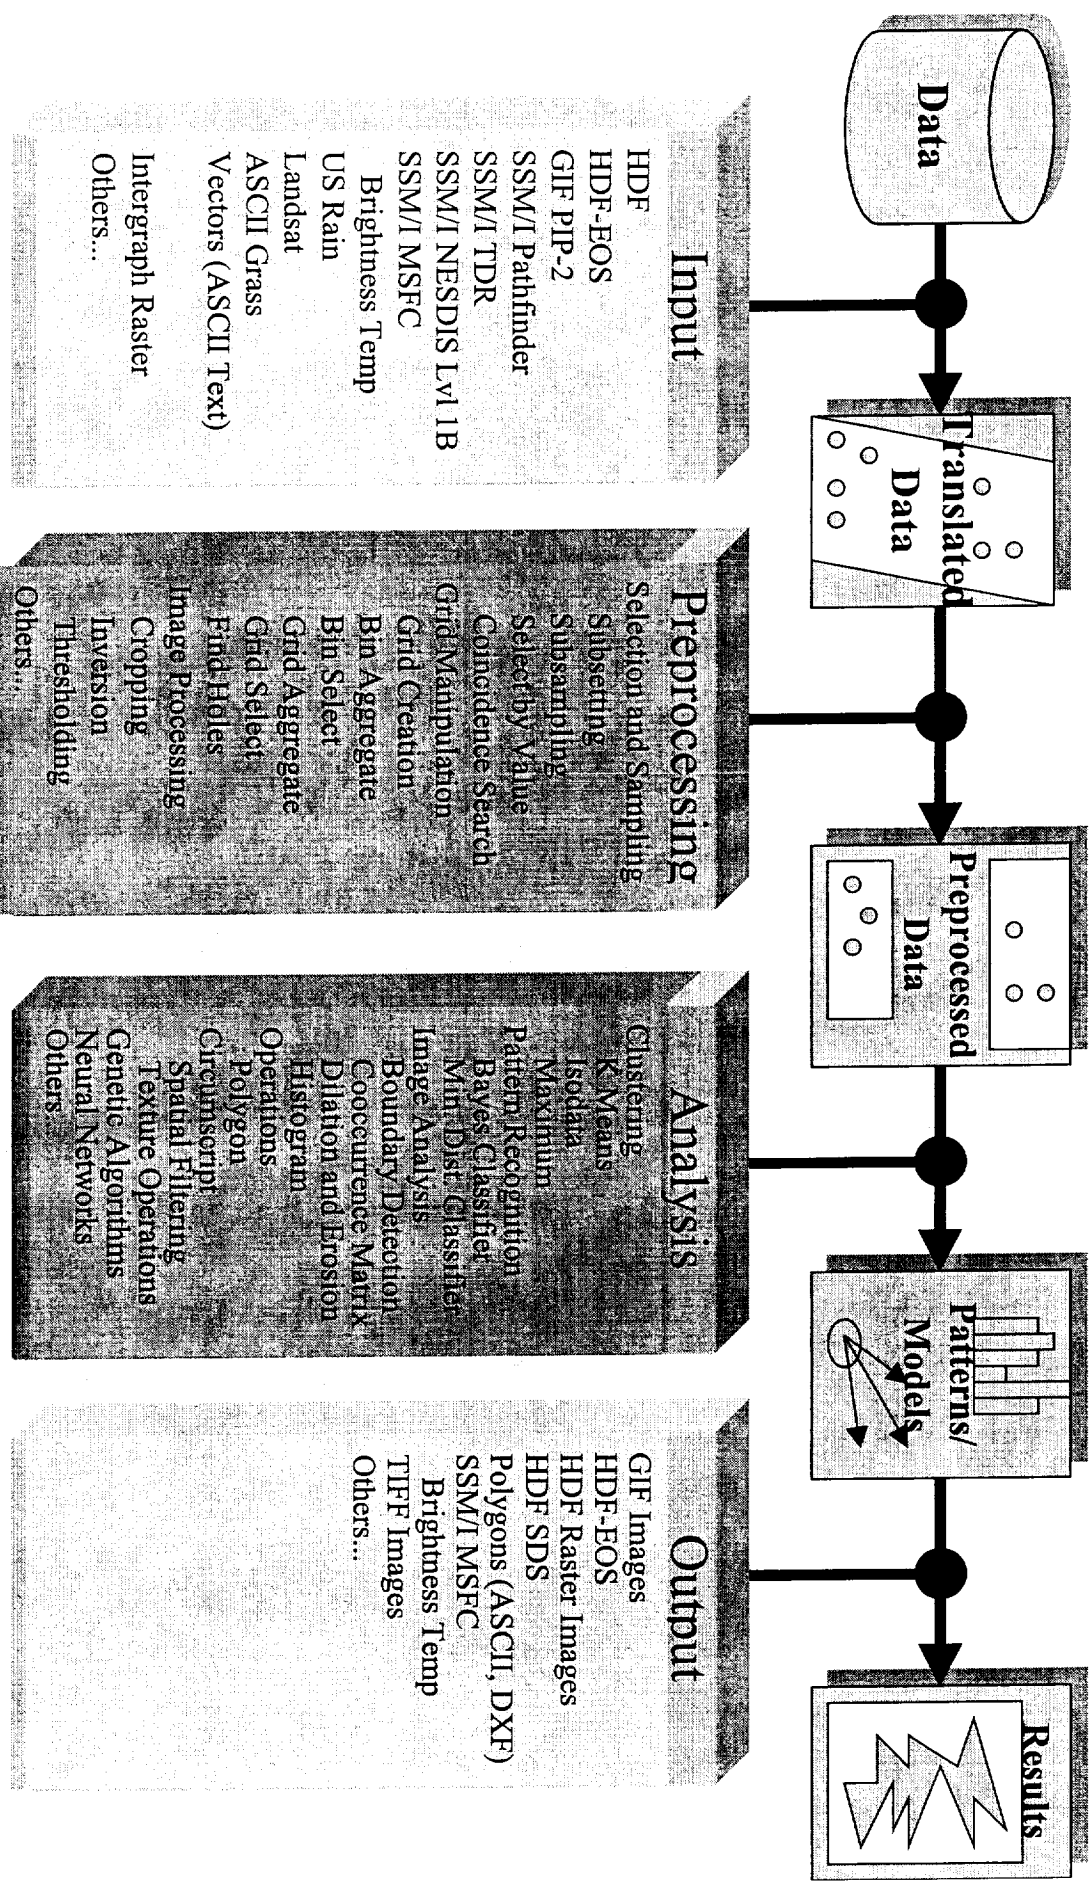 Data
Translated
Data
Preprocessed
Data
Patterns/
Models
Results
Input
HDF
HDF-EOS
GIF PIP-2
SSM/I Pathfinder
SSM/I TDR
SSM/I NESDIS Lvl 1B
SSM/I MSFC
Brightness Temp
US Rain
Landsat
ASCII Grass
Vectors (ASCII Text)
Intergraph Raster
Others...
Preprocessing
Selection and Sampling
Subsetting
Subsampling
Select by Value
Coincidence Search
Grid Manipulation
Grid Creation
Bin Aggregate
Bin Select
Grid Aggregate
Grid Select
Find Holes
Image Processing
Cropping
Inversion
Thresholding
Others...
Analysis
Clustering
K Means
Isodata
Maximum
Pattern Recognition
Bayes Classifier
Min. Dist. Classifier
Image Analysis
Boundary Detection
Cooccurrence Matrix
Dilation and Erosion
Histogram
Operations
Polygon
Circumscript
Spatial Filtering
Texture Operations
Genetic Algorithms
Neural Networks
Others...
Output
GIF Images
HDF-EOS
HDF Raster Images
HDF SDS
Polygons (ASCII, DXF)
SSM/I MSFC
Brightness Temp
TIFF Images
Others...